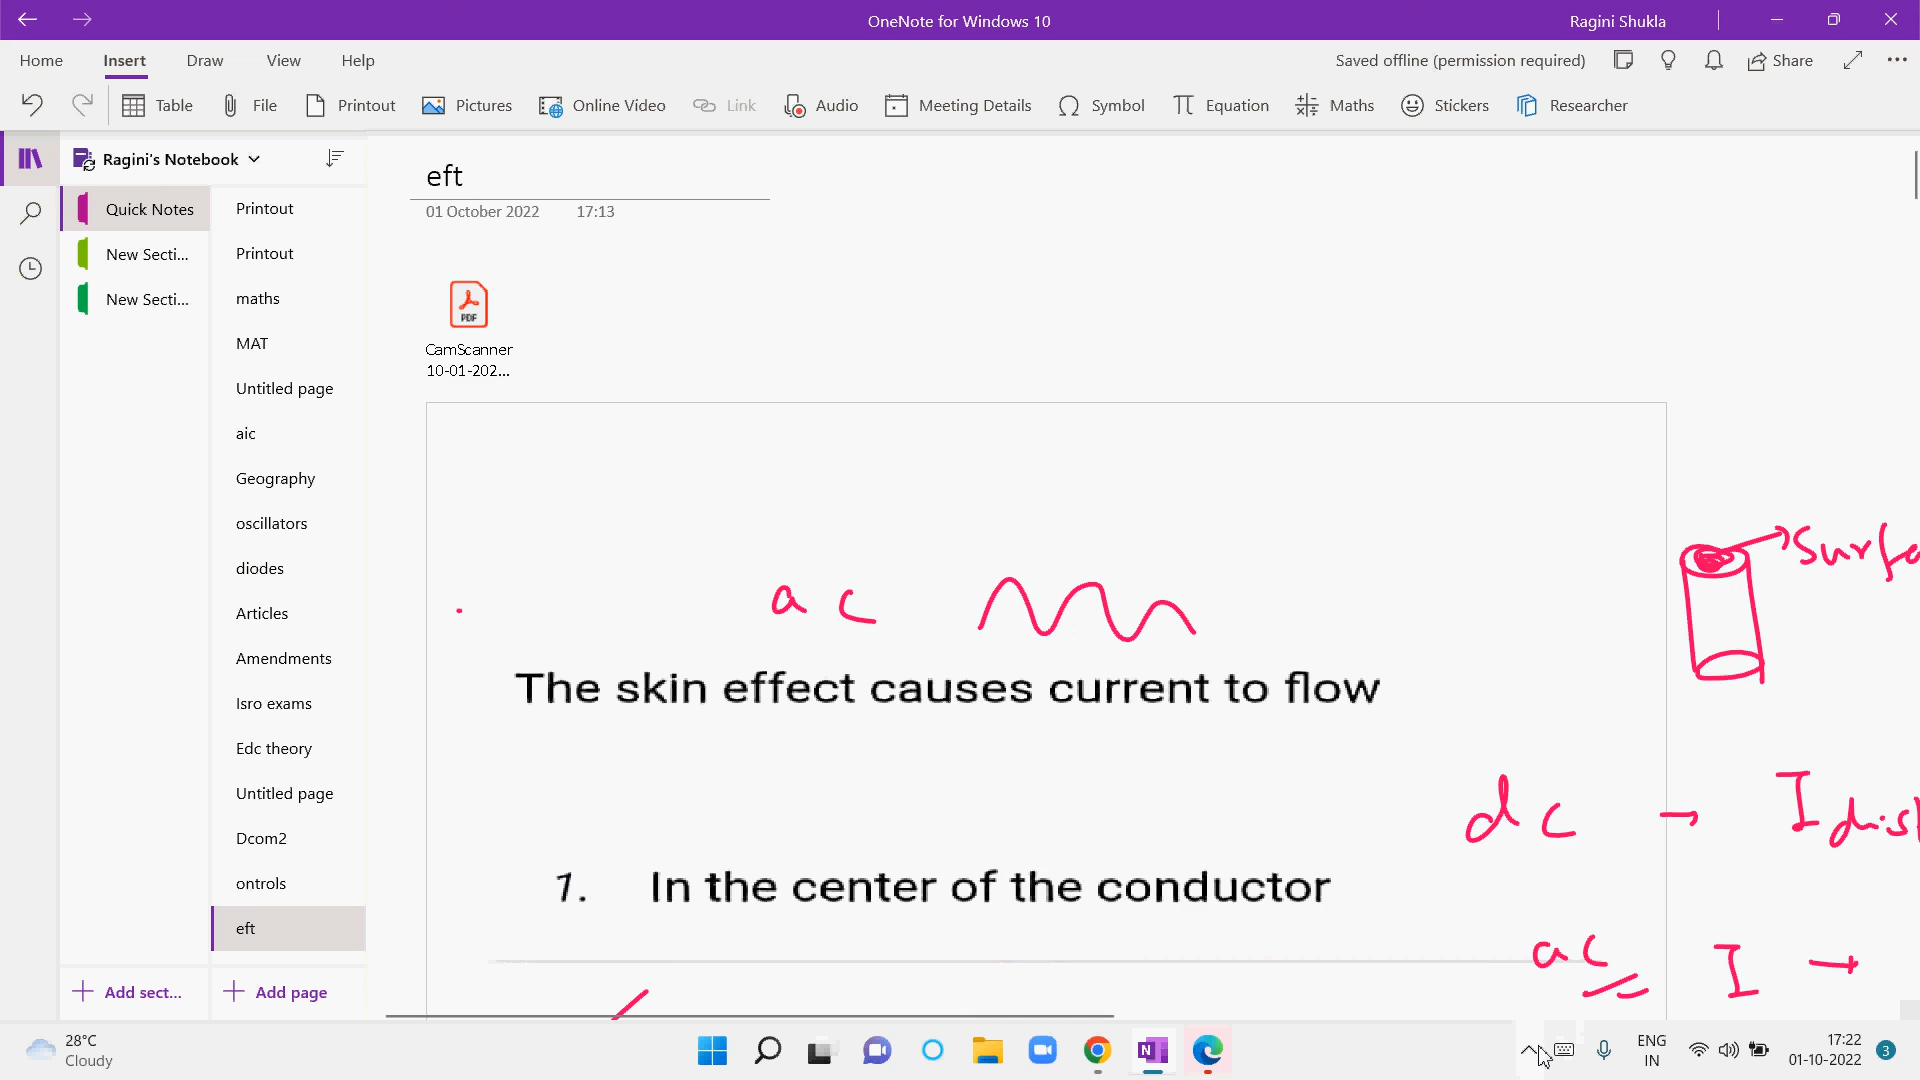 OneNote for Windows 10
Ragini Shukla
Home Insert Draw View Help
Saved offline (permission required)
Share
Table File Printout Pictures Online Video Link Audio Meeting Details Symbol Equation Maths Stickers Researcher
Ragini's Notebook
Quick Notes
New Secti...
New Secti...
Printout
Printout
maths
MAT
Untitled page
aic
Geography
oscillators
diodes
Articles
Amendments
Isro exams
Edc theory
Untitled page
Dcom2
ontrols
eft
Add sect...
Add page
eft
01 October 2022 17:13
PDF
CamScanner
10-01-202...
ac
The skin effect causes current to flow
1. In the center of the conductor
dc → I
ac I →
28°C
Cloudy
ENG
IN
17:22
01-10-2022
3